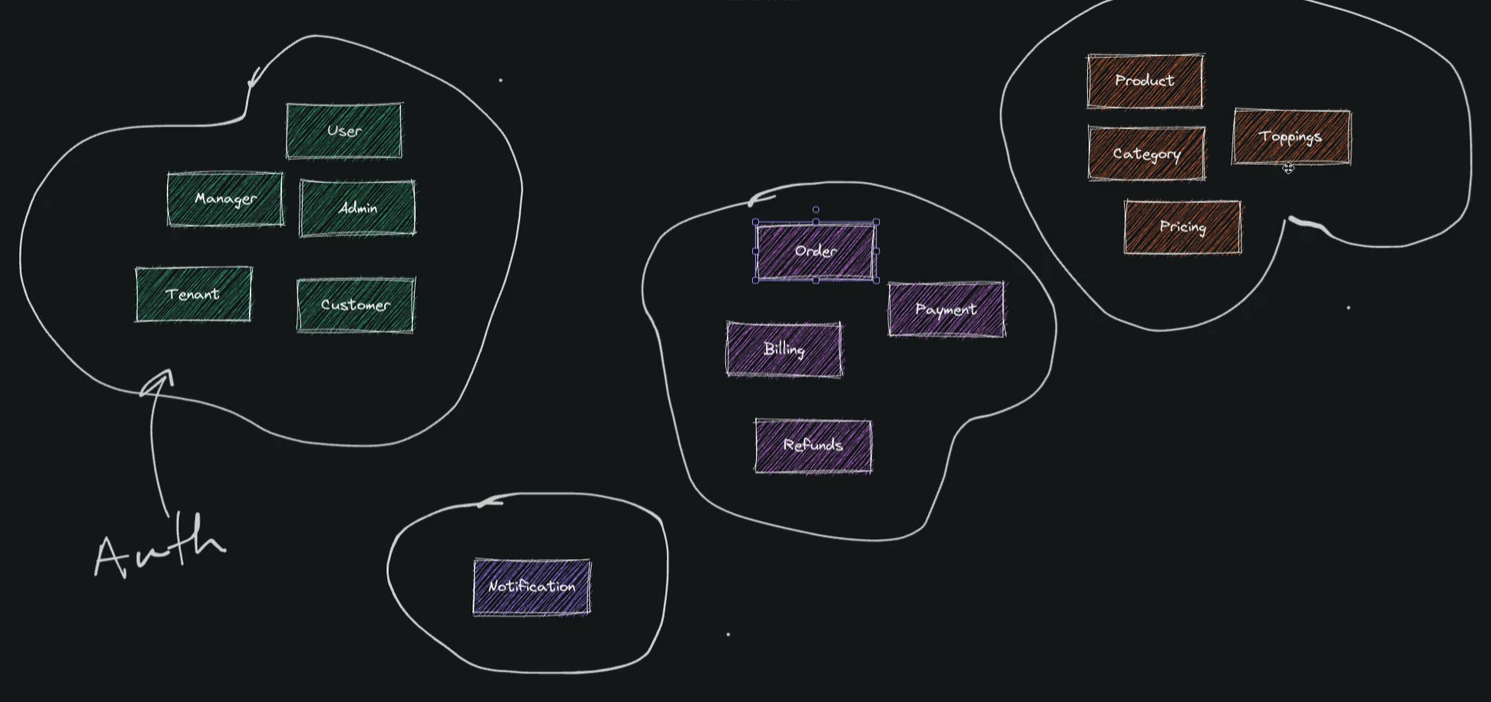 User
Manager
Admin
Tenant
Customer
Auth
Notification
Order
Payment
Billing
Refunds
Product
Toppings
Category
Pricing